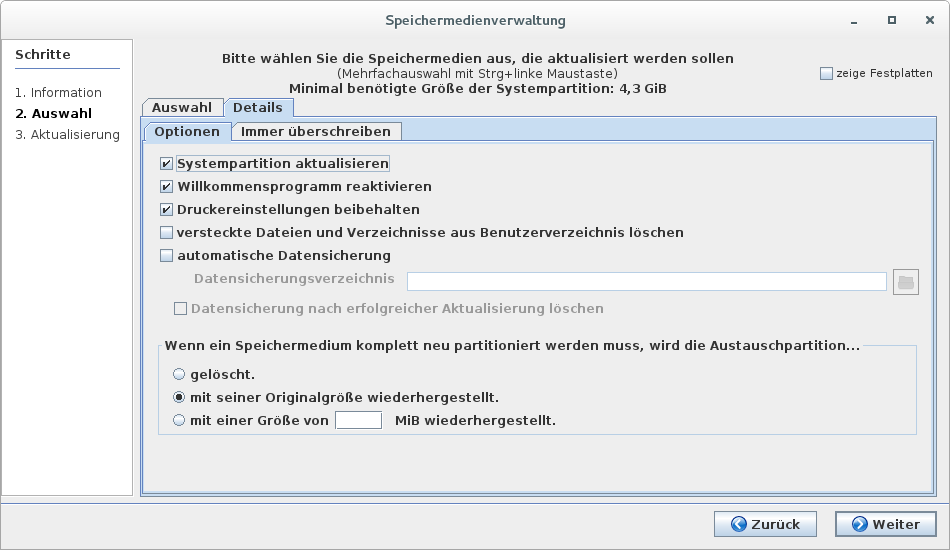 Speichermedienverwaltung
Schritte
1. Information
2. Auswahl
3. Aktualisierung
Bitte wählen Sie die Speichermedien aus, die aktualisiert werden sollen
(Mehrfachauswahl mit Strg+linke Maustaste)
Minimal benötigte Größe der Systempartition: 4,3 GiB
zeige Festplatten
Auswahl Details
Optionen Immer überschreiben
Systempartition aktualisieren
Willkommensprogramm reaktivieren
Druckereinstellungen beibehalten
versteckte Dateien und Verzeichnisse aus Benutzerverzeichnis löschen
automatische Datensicherung
Datensicherungsverzeichnis
Datensicherung nach erfolgreicher Aktualisierung löschen
Wenn ein Speichermedium komplett neu partitioniert werden muss, wird die Austauschpartition...
gelöscht.
mit seiner Originalgröße wiederhergestellt.
mit einer Größe von MiB wiederhergestellt.
Zurück Weiter